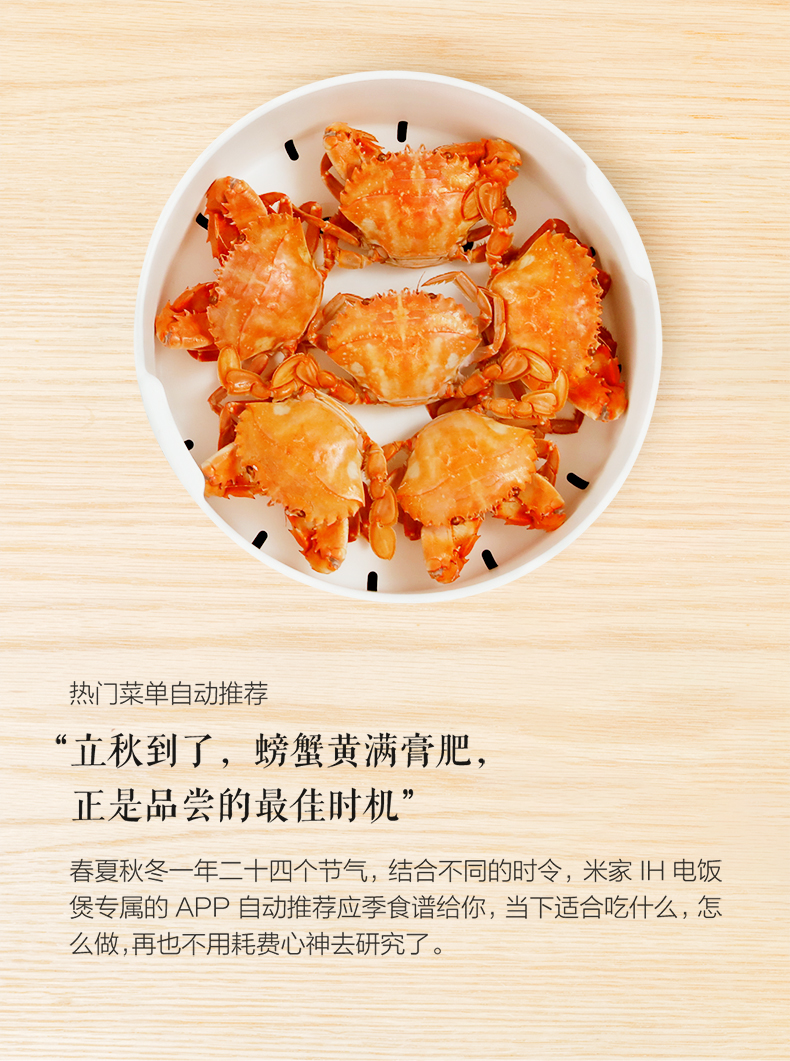 热门菜单自动推荐
“立秋到了，螃蟹黄满膏肥，
正是品尝的最佳时机”
春夏秋冬一年二十四个节气，结合不同的时令，米家 IH 电饭
煲专属的 APP 自动推荐应季食谱给你，当下适合吃什么，怎
么做，再也不用耗费心神去研究了。